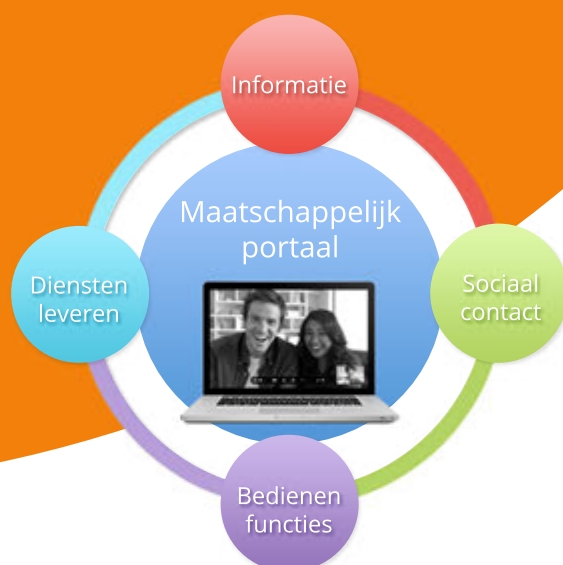 Informatie
Maatschappelijk
portaal
Diensten
leveren
Sociaal
contact
Bedienen
functies